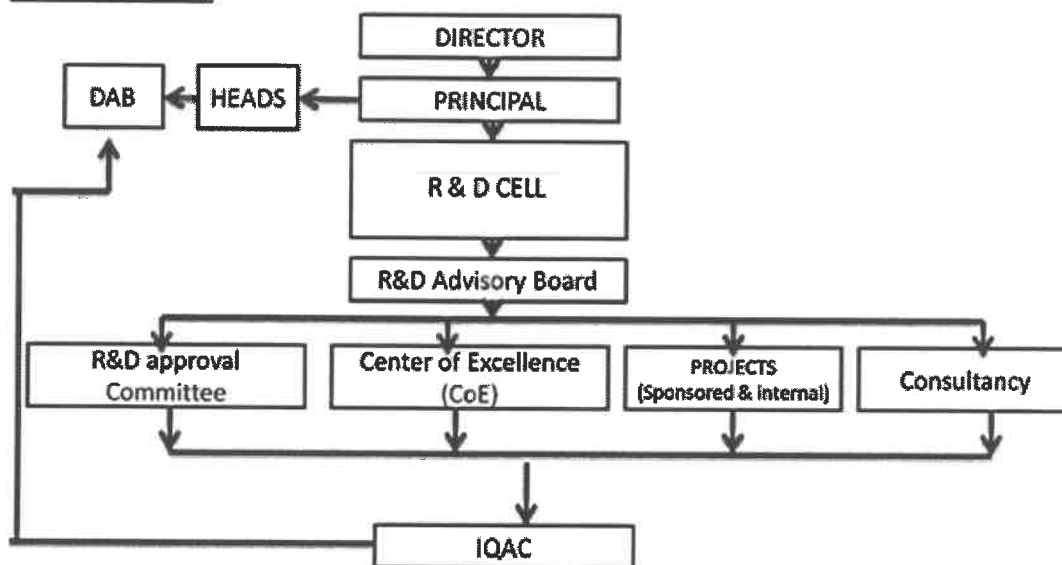 DIRECTOR
DAB
HEADS
PRINCIPAL
R & D CELL
R&D Advisory Board
R&D approval
Committee
Center of Excellence
(CoE)
PROJECTS
(Sponsored & internal)
Consultancy
IQAC